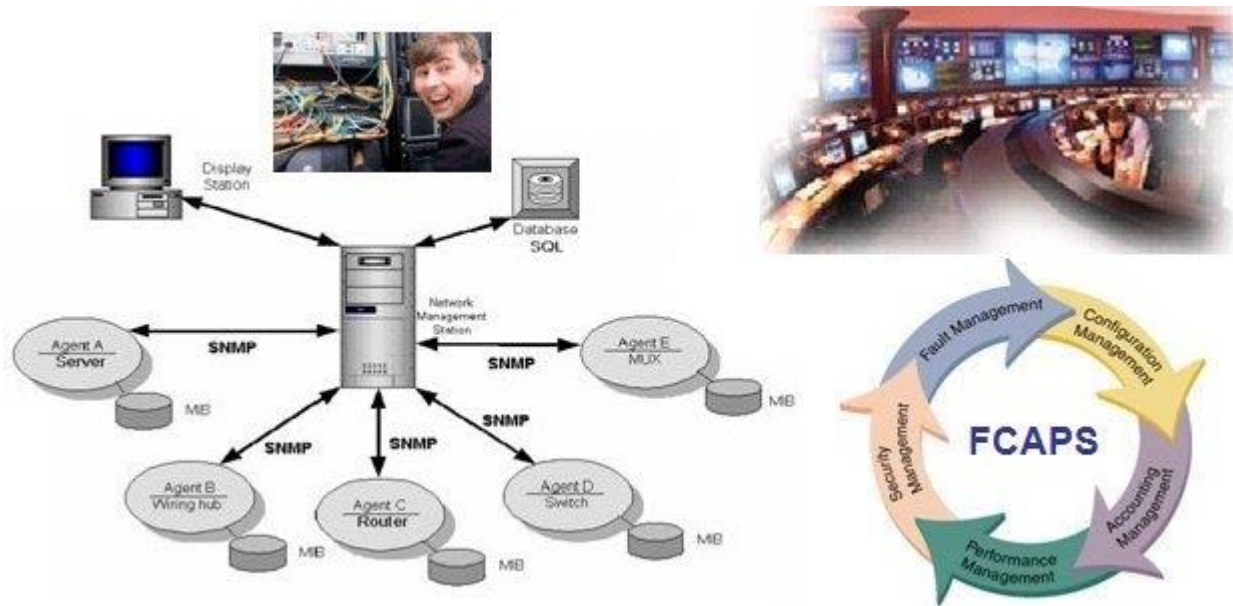 Display
Station
Database
SQL
Network
Management
Station
Agent A
Server
SNMP
MIB
Agent E
MUX
SNMP
MIB
SNMP
SNMP
SNMP
Agent B
Wiring hub
MIB
Agent C
Router
MIB
Agent D
Switch
MIB
FCAPS
Fault Management
Configuration
Management
Accounting
Management
Performance
Management
Security
Management